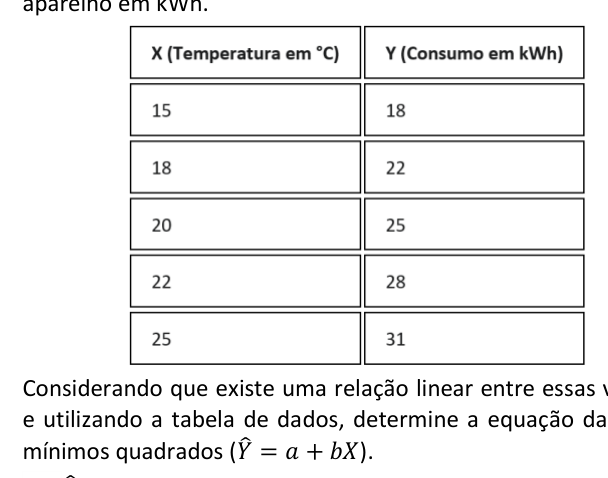 aparelho em kWh.
X (Temperatura em °C) Y (Consumo em kWh)
15 18
18 22
20 25
22 28
25 31
Considerando que existe uma relação linear entre essas
e utilizando a tabela de dados, determine a equação da
mínimos quadrados (Ŷ = a + bX).